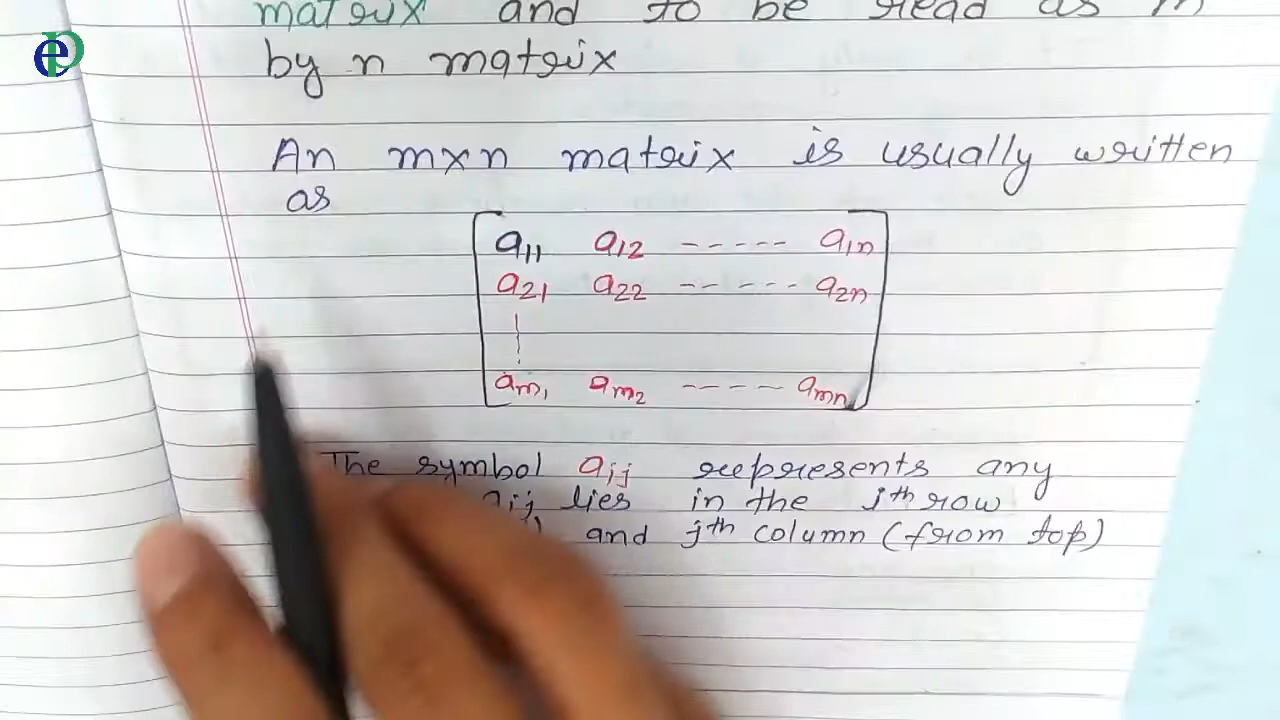 matrix and to be read as m
by n matrix
An m×n matrix is usually written
as
a11 a12 ----- a1n
a21 a22 ------ a2n
am1 am2 ----- amn
The symbol aij represents any
aij lies in the ith row
and jth column (from top)
ep